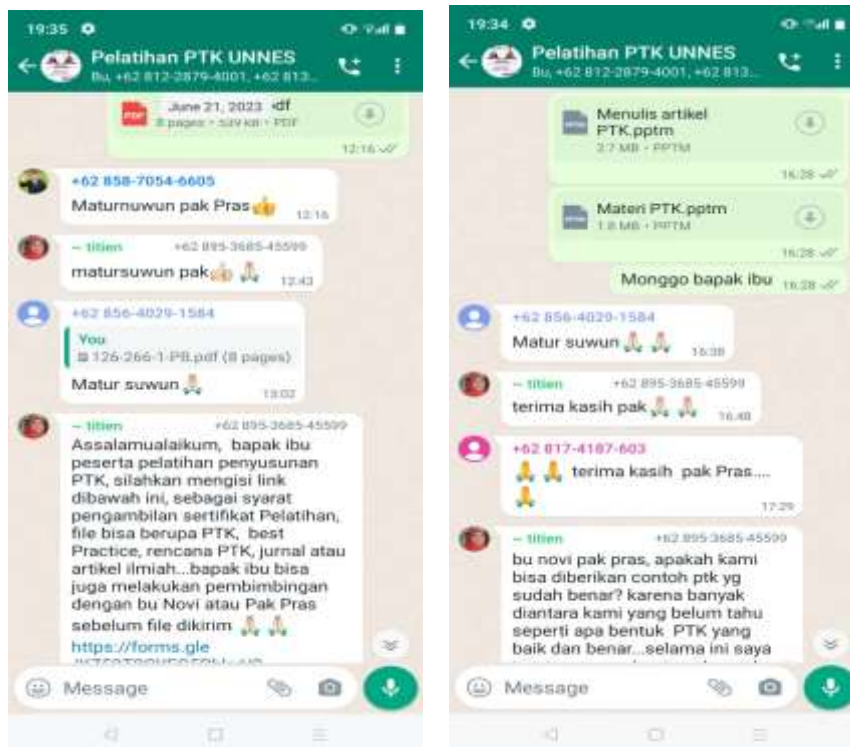 19:35
Pelatihan PTK UNNES
Bu, +62 812-2879-4001, +62 813...
June 21, 2023 df
8 pages • 539 kB • PDF
12:16
+62 858-7054-6605
Maturnuwun pak Pras👍
12:16
~ titien +62 895-3685-45599
matursuwun pak👍🏻 🙏🏻
12:43
+62 856-4029-1584
You
126-266-1-PB.pdf (8 pages)
Matur suwun 🙏🏻
13:02
~ titien +62 895-3685-45599
Assalamualaikum, bapak ibu
peserta pelatihan penyusunan
PTK, silahkan mengisi link
dibawah ini, sebagai syarat
pengambilan sertifikat Pelatihan,
file bisa berupa PTK, best
Practice, rencana PTK, jurnal atau
artikel ilmiah...bapak ibu bisa
juga melakukan pembimbingan
dengan bu Novi atau Pak Pras
sebelum file dikirim 🙏🏻 🙏🏻
https://forms.gle
Message
19:34
Pelatihan PTK UNNES
Bu, +62 812-2879-4001, +62 813...
Menulis artikel
PTK.pptm
2.7 MB • PPTM
16:28
Materi PTK.pptm
1.8 MB • PPTM
16:28
Monggo bapak ibu
16:28
+62 856-4029-1584
Matur suwun 🙏🏻 🙏🏻
16:38
~ titien +62 895-3685-45599
terima kasih pak 🙏🏻 🙏🏻
16:48
+62 817-4187-603
🙏 🙏 terima kasih pak Pras....
🙏
17:29
~ titien +62 895-3685-45599
bu novi pak pras, apakah kami
bisa diberikan contoh ptk yg
sudah benar? karena banyak
diantara kami yang belum tahu
seperti apa bentuk PTK yang
baik dan benar...selama ini saya
Message